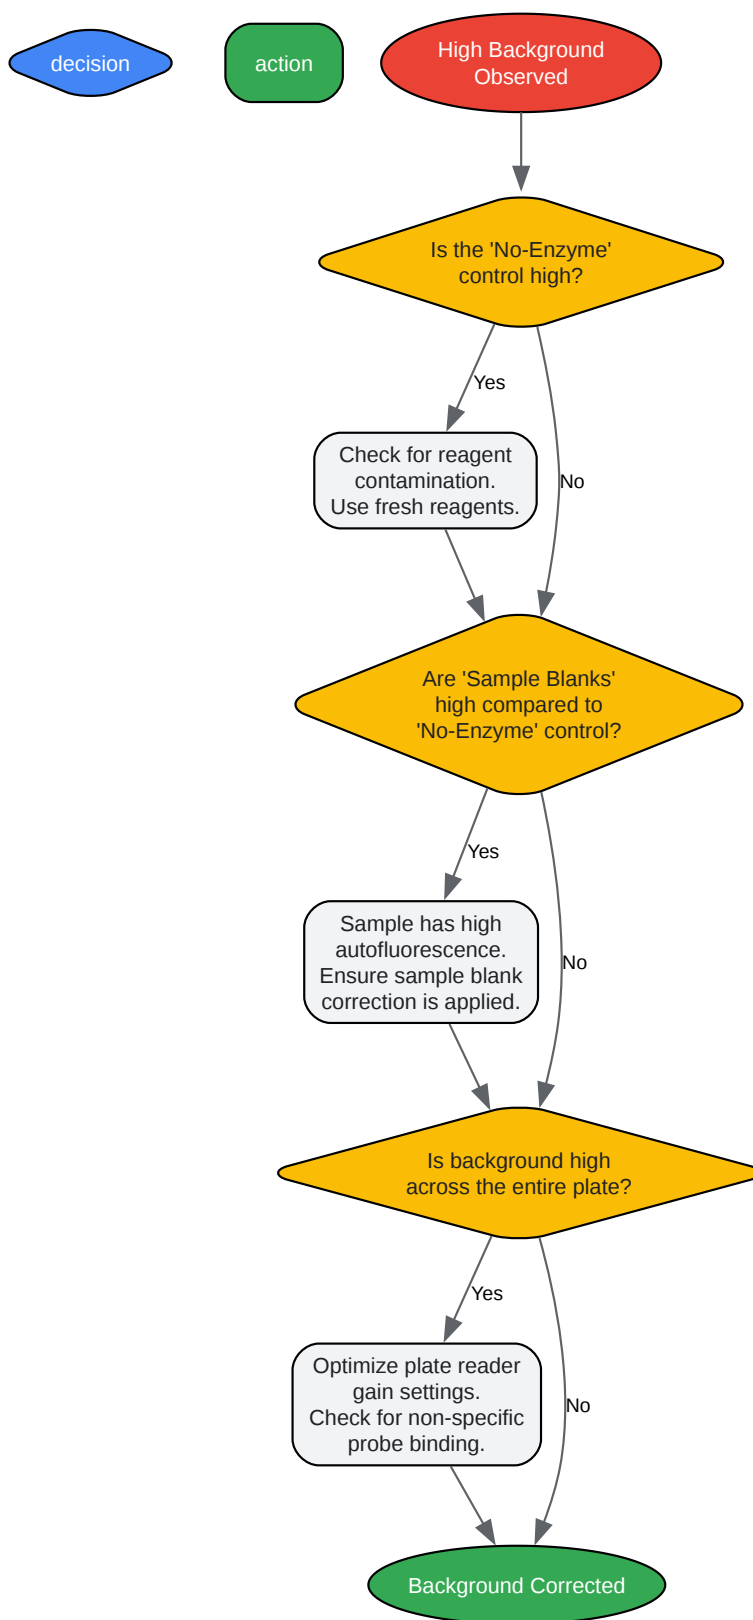 decision
action
High Background
Observed
Is the 'No-Enzyme'
control high?
Yes
Check for reagent
contamination.
Use fresh reagents.
No
Are 'Sample Blanks'
high compared to
'No-Enzyme' control?
Yes
Sample has high
autofluorescence.
Ensure sample blank
correction is applied.
No
Is background high
across the entire plate?
Yes
Optimize plate reader
gain settings.
Check for non-specific
probe binding.
No
Background Corrected